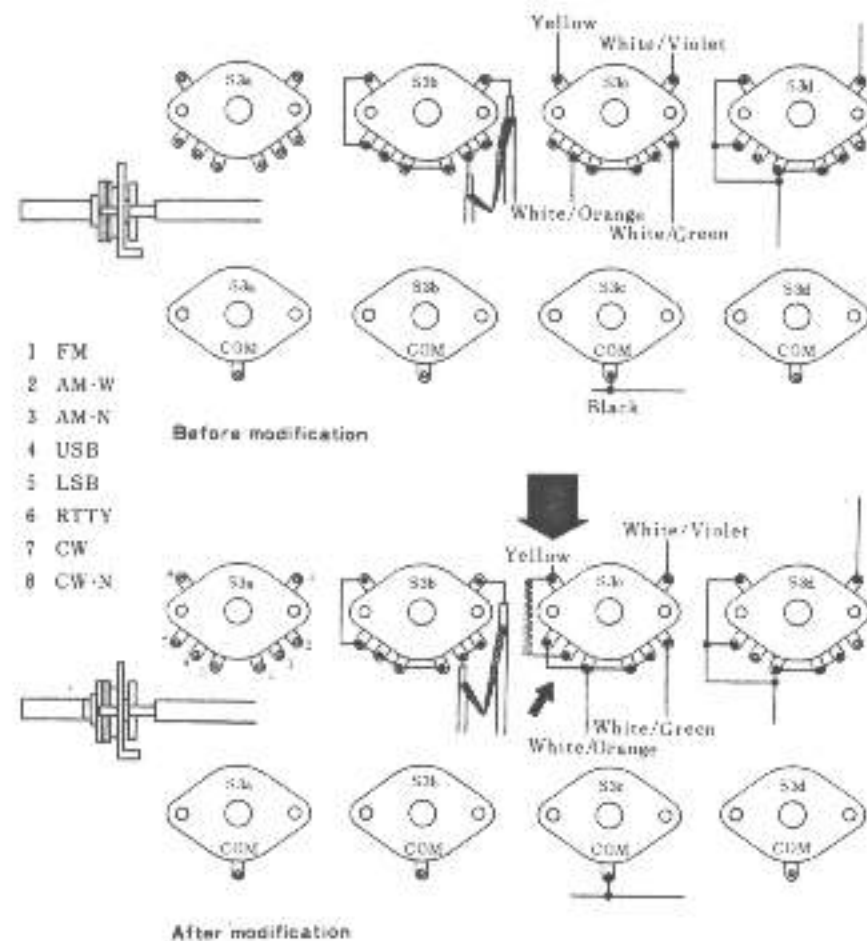 Yellow
White/Violet
S3a
S3b
S3c
S3d
White/Orange
White/Green
S3a
S3b
S3c
S3d
COM
COM
COM
COM
Black
1 FM
2 AM-W
3 AM-N
4 USB
5 LSB
6 RTTY
7 CW
8 CW-N
Before modification
White/Violet
Yellow
S3a
S3b
S3c
S3d
White/Green
White/Orange
S3a
S3b
S3c
S3d
COM
COM
COM
COM
After modification